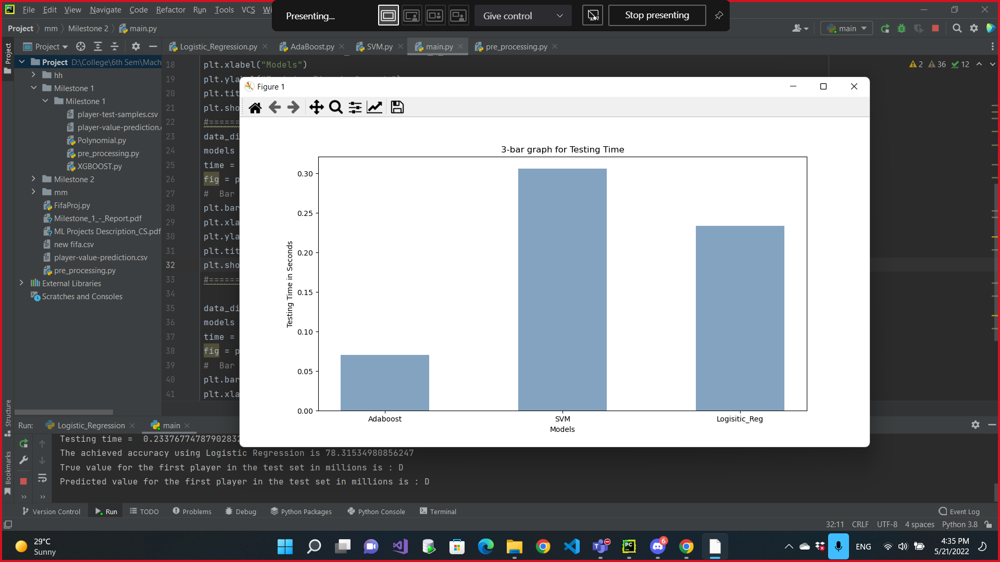 File Edit View Navigate Code Refactor Run Tools VCS
Presenting...
Give control
Stop presenting
Project mm Milestone 2 main.py
main
Project
Logistic_Regression.py
AdaBoost.py
SVM.py
main.py
pre_processing.py
Project
Project D:\College\6th Sem\Mach
hh
Milestone 1
Milestone 1
player-test-samples.csv
player-value-prediction.
Polynomial.py
pre_processing.py
XGBOOST.py
Milestone 2
mm
FifaProj.py
Milestone_1_-_Report.pdf
ML Projects Description_CS.pdf
new fifa.csv
player-value-prediction.csv
pre_processing.py
External Libraries
Scratches and Consoles
2 36 12
18 plt.xlabel("Models")
19 plt.yla
20 plt.tit
21 plt.sho
22 #======
23 data_di
24 models
25 time =
26 fig = p
27 # Bar
28 plt.bar
29 plt.xla
30 plt.yla
31 plt.tit
32 plt.sho
33 #======
34
35 data_di
36 models
37 time =
38 fig = p
39 # Bar
40 plt.bar
41 plt.xla
Figure 1
3-bar graph for Testing Time
0.30
0.25
0.20
0.15
0.10
0.05
0.00
Testing Time in Seconds
Adaboost SVM Logisitic_Reg
Models
Structure
Bookmarks
Run: Logistic_Regression main
Testing time = 0.2337677478790283
The achieved accuracy using Logistic Regression is 78.31534980856247
True value for the first player in the test set in millions is : D
Predicted value for the first player in the test set in millions is : D
Version Control Run TODO Problems Debug Python Packages Python Console Terminal Event Log
32:11 CRLF UTF-8 4 spaces Python 3.8
29°C
Sunny
6
ENG
4:35 PM
5/21/2022